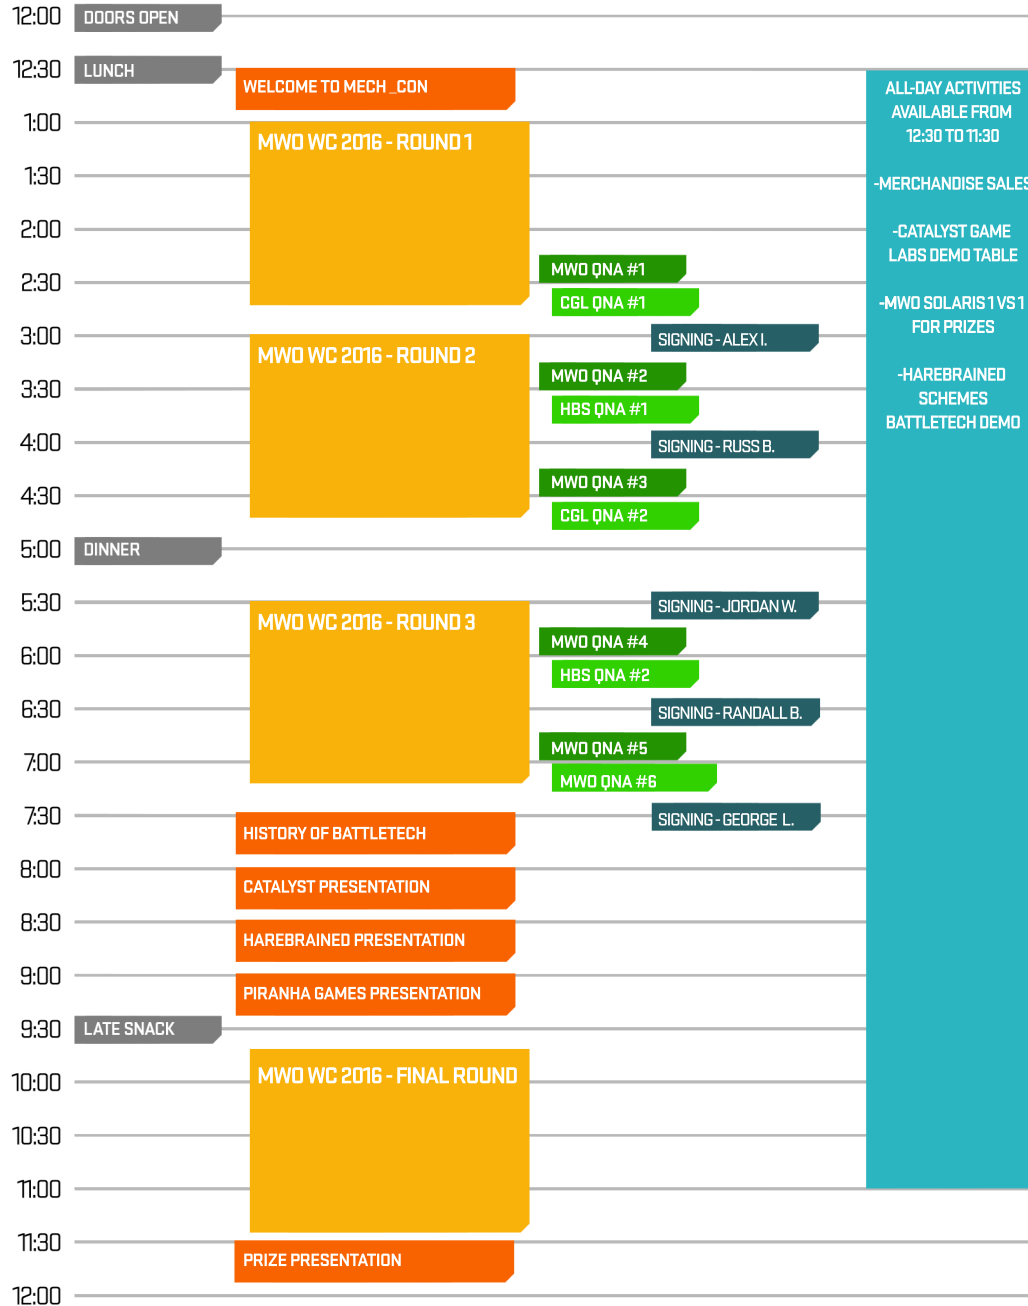 12:00 DOORS OPEN
12:30 LUNCH
WELCOME TO MECH_CON
1:00
MWO WC 2016 - ROUND 1
1:30
2:00
MWO QNA #1
2:30
CGL QNA #1
3:00
SIGNING - ALEX I.
MWO WC 2016 - ROUND 2
MWO QNA #2
3:30
HBS QNA #1
4:00
SIGNING - RUSS B.
MWO QNA #3
4:30
CGL QNA #2
5:00 DINNER
5:30
SIGNING - JORDAN W.
MWO WC 2016 - ROUND 3
MWO QNA #4
6:00
HBS QNA #2
6:30
SIGNING - RANDALL B.
MWO QNA #5
7:00
MWO QNA #6
7:30
SIGNING - GEORGE L.
HISTORY OF BATTLETECH
8:00
CATALYST PRESENTATION
8:30
HAREBRAINED PRESENTATION
9:00
PIRANHA GAMES PRESENTATION
9:30 LATE SNACK
MWO WC 2016 - FINAL ROUND
10:00
10:30
11:00
11:30
PRIZE PRESENTATION
12:00
ALL-DAY ACTIVITIES
AVAILABLE FROM
12:30 TO 11:30
-MERCHANDISE SALES
-CATALYST GAME
LABS DEMO TABLE
-MWO SOLARIS 1 VS 1
FOR PRIZES
-HAREBRAINED
SCHEMES
BATTLETECH DEMO